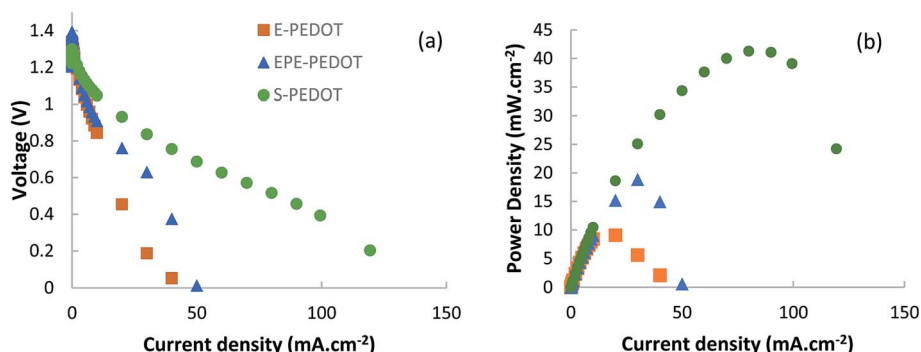 1.4
1.2
1
0.8
0.6
0.4
0.2
0
Voltage (V)
E-PEDOT
EPE-PEDOT
S-PEDOT
(a)
0 50 100 150
Current density (mA.cm⁻²)
45
40
35
30
25
20
15
10
5
0
Power Density (mW.cm⁻²)
(b)
0 50 100 150
Current density (mA.cm⁻²)